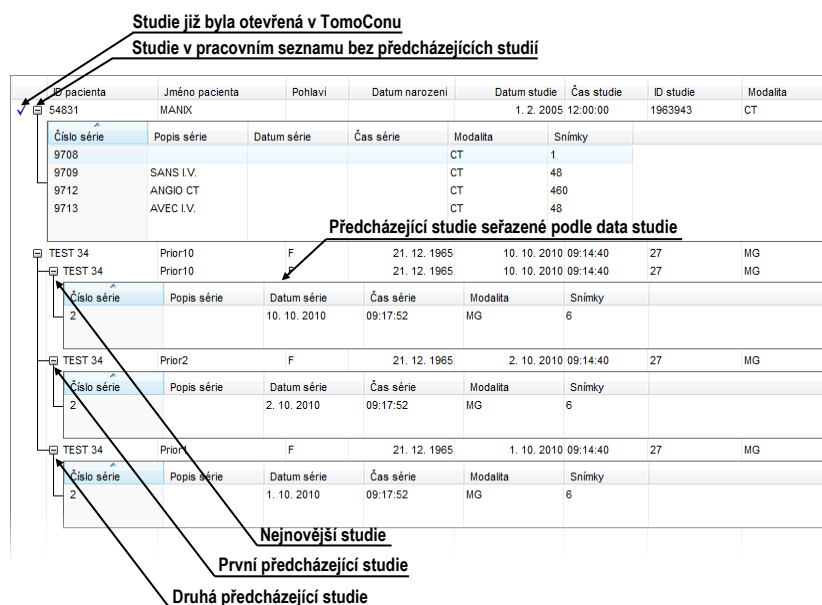 Studie již byla otevřená v TomoConu
Studie v pracovním seznamu bez předcházejících studií
ID pacienta Jméno pacienta Pohlaví Datum narození Datum studie Čas studie ID studie Modalita
54831 MANIX 1. 2. 2005 12:00:00 1963943 CT
Číslo série Popis série Datum série Čas série Modalita Snímky
9708 CT 1
9709 SANS I.V. CT 48
9712 ANGIO CT CT 460
9713 AVEC I.V. CT 48
Předcházející studie seřazené podle data studie
TEST 34 Prior10 F 21. 12. 1965 10. 10. 2010 09:14:40 27 MG
TEST 34 Prior10 F 21. 12. 1965 10. 10. 2010 09:14:40 27 MG
Číslo série Popis série Datum série Čas série Modalita Snímky
2 10. 10. 2010 09:17:52 MG 6
TEST 34 Prior2 F 21. 12. 1965 2. 10. 2010 09:14:40 27 MG
Číslo série Popis série Datum série Čas série Modalita Snímky
2 2. 10. 2010 09:17:52 MG 6
TEST 34 Prior1 F 21. 12. 1965 1. 10. 2010 09:14:40 27 MG
Číslo série Popis série Datum série Čas série Modalita Snímky
2 1. 10. 2010 09:17:52 MG 6
Nejnovější studie
První předcházející studie
Druhá předcházející studie